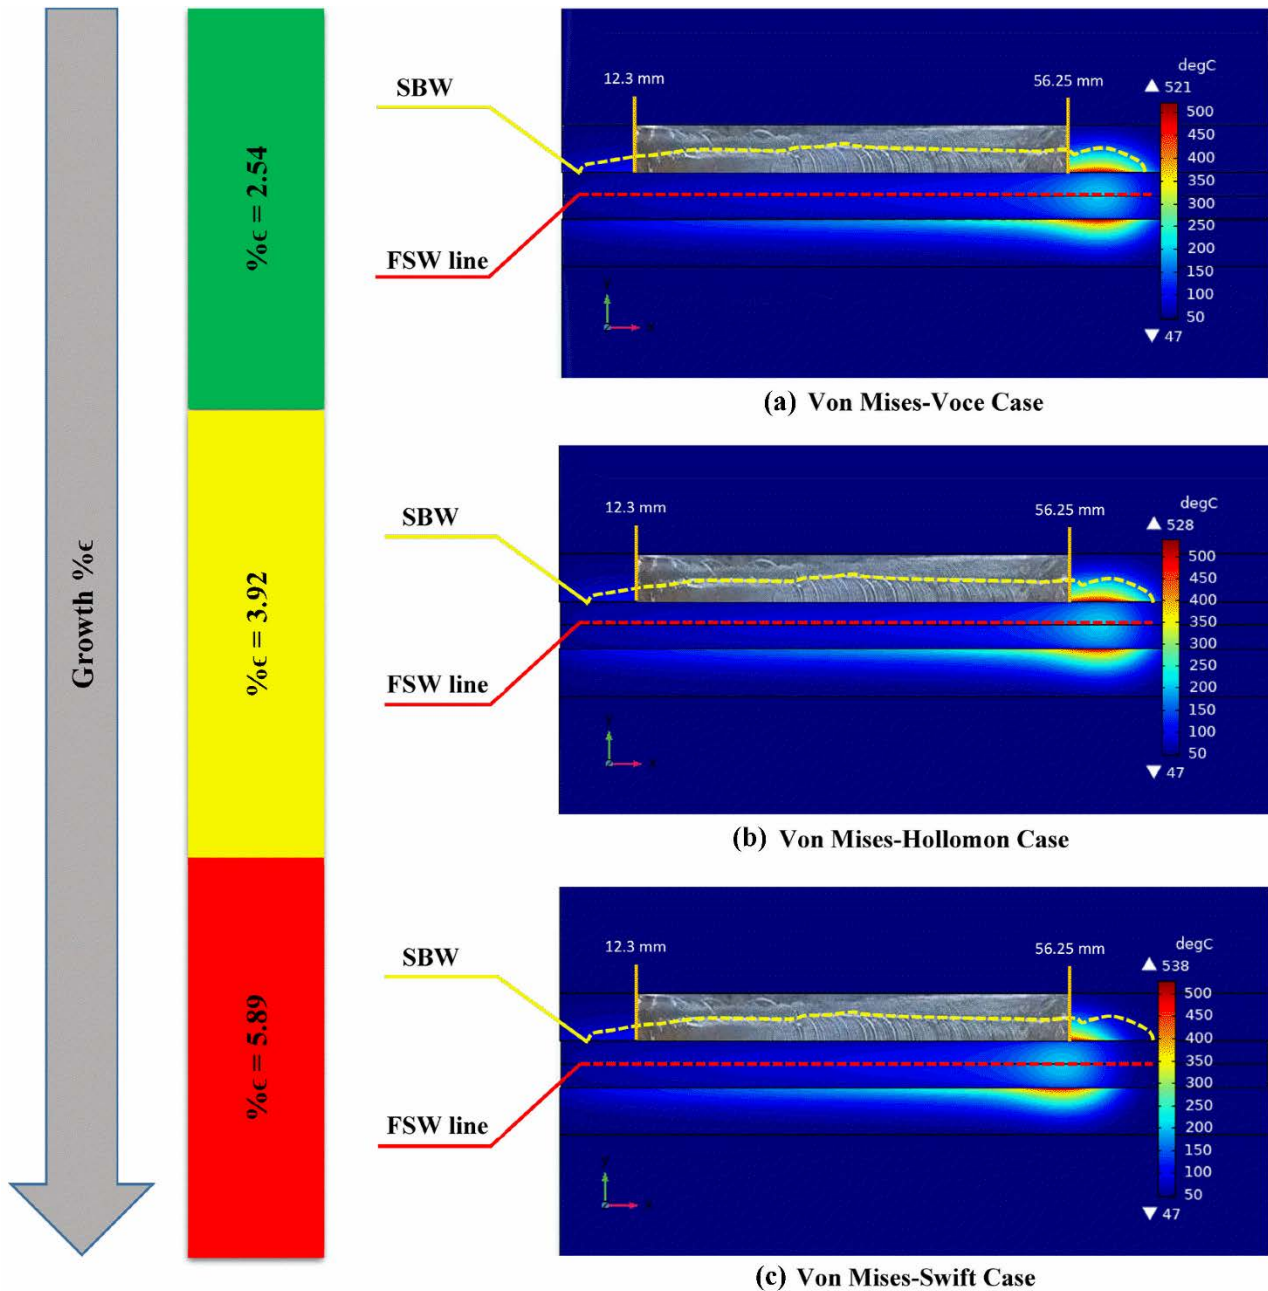 Growth %ϵ
%ϵ = 2.54
%ϵ = 3.92
%ϵ = 5.89
SBW
FSW line
12.3 mm
56.25 mm
degC
▲ 521
500
450
400
350
300
250
200
150
100
50
▼ 47
y
x
(a) Von Mises-Voce Case
SBW
FSW line
12.3 mm
56.25 mm
degC
▲ 528
500
450
400
350
300
250
200
150
100
50
▼ 47
y
x
(b) Von Mises-Hollomon Case
SBW
FSW line
12.3 mm
56.25 mm
degC
▲ 538
500
450
400
350
300
250
200
150
100
50
▼ 47
y
x
(c) Von Mises-Swift Case